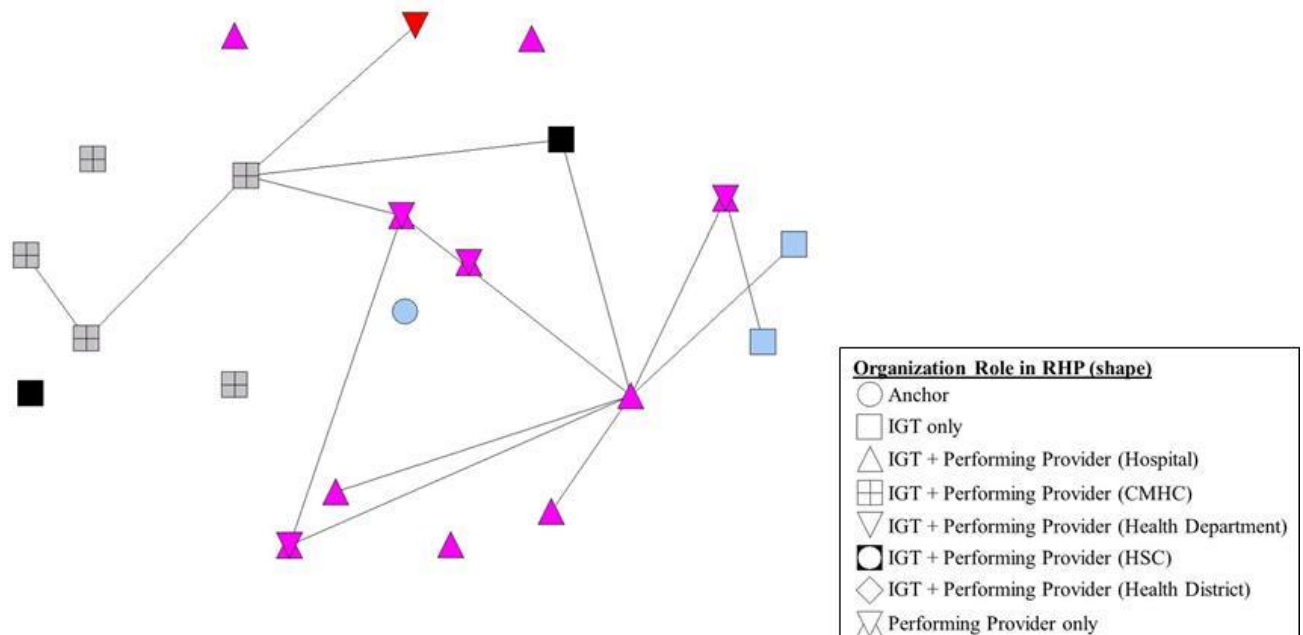 Organization Role in RHP (shape)
Anchor
IGT only
IGT + Performing Provider (Hospital)
IGT + Performing Provider (CMHC)
IGT + Performing Provider (Health Department)
IGT + Performing Provider (HSC)
IGT + Performing Provider (Health District)
Performing Provider only